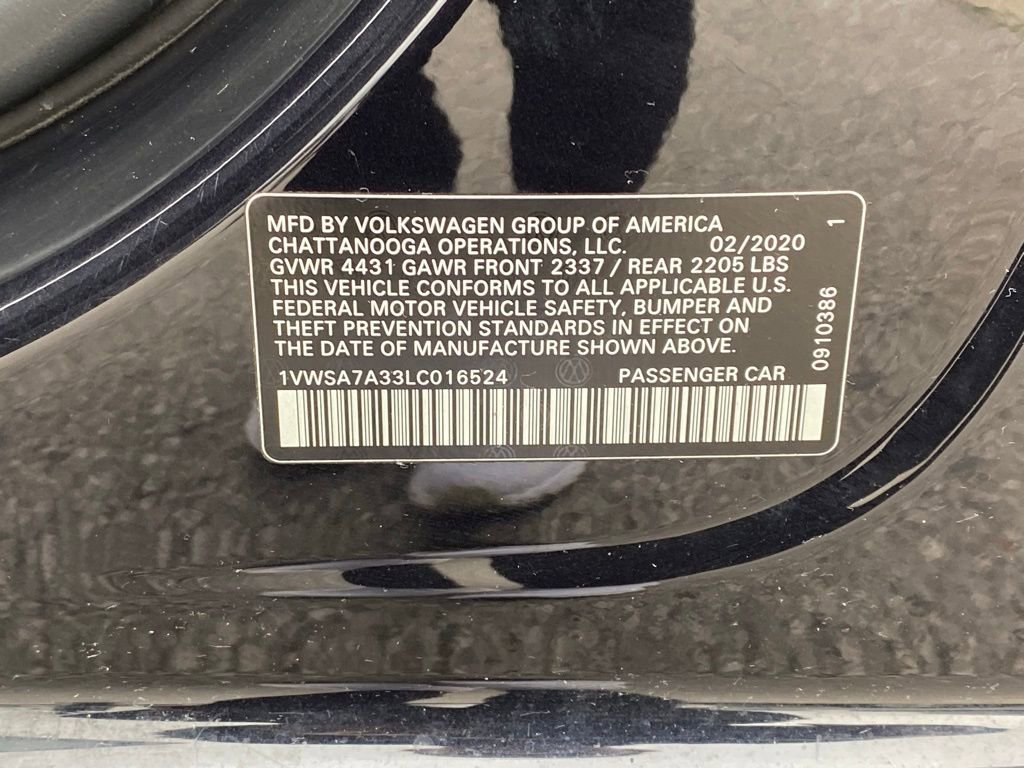 MFD BY VOLKSWAGEN GROUP OF AMERICA
CHATTANOOGA OPERATIONS, LLC. 02/2020
GVWR 4431 GAWR FRONT 2337 / REAR 2205 LBS
THIS VEHICLE CONFORMS TO ALL APPLICABLE U.S.
FEDERAL MOTOR VEHICLE SAFETY, BUMPER AND
THEFT PREVENTION STANDARDS IN EFFECT ON
THE DATE OF MANUFACTURE SHOWN ABOVE.
1VWSA7A33LC016524 PASSENGER CAR
0910386 1